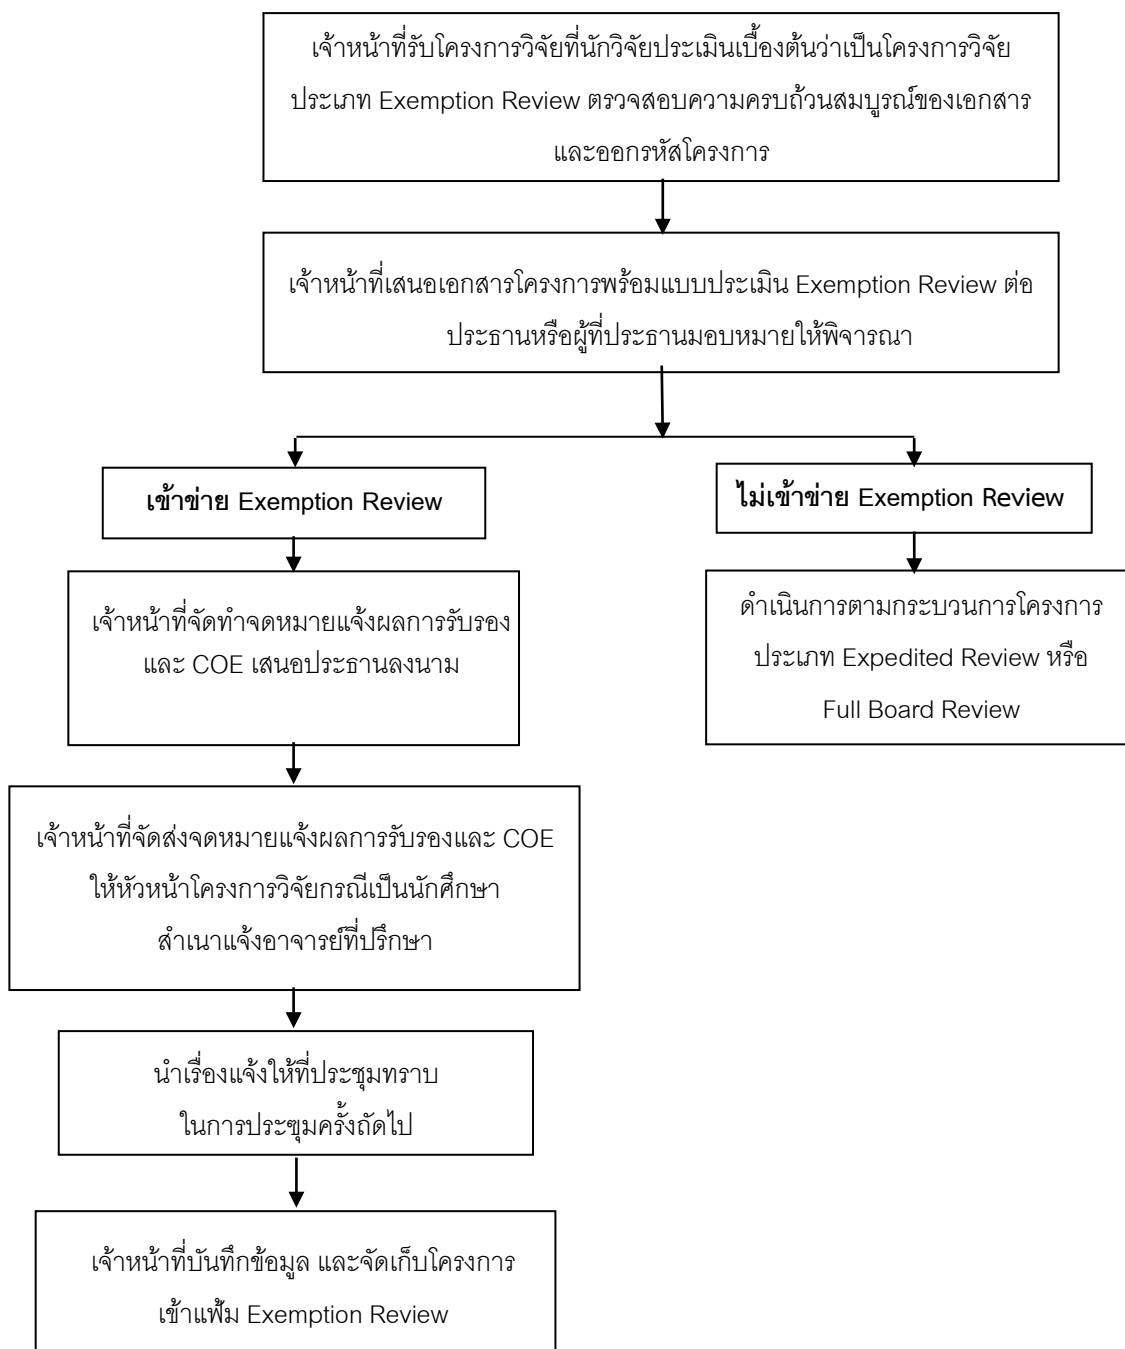 เจ้าหน้าที่รับโครงการวิจัยที่นักวิจัยประเมินเบื้องต้นว่าเป็นโครงการวิจัย
ประเภท Exemption Review ตรวจสอบความครบถ้วนสมบูรณ์ของเอกสาร
และออกรหัสโครงการ
เจ้าหน้าที่เสนอเอกสารโครงการพร้อมแบบประเมิน Exemption Review ต่อ
ประธานหรือผู้ที่ประธานมอบหมายให้พิจารณา
เข้าข่าย Exemption Review
ไม่เข้าข่าย Exemption Review
เจ้าหน้าที่จัดทำจดหมายแจ้งผลการรับรอง
และ COE เสนอประธานลงนาม
ดำเนินการตามกระบวนการโครงการ
ประเภท Expedited Review หรือ
Full Board Review
เจ้าหน้าที่จัดส่งจดหมายแจ้งผลการรับรองและ COE
ให้หัวหน้าโครงการวิจัยกรณีเป็นนักศึกษา
สำเนาแจ้งอาจารย์ที่ปรึกษา
นำเรื่องแจ้งให้ที่ประชุมทราบ
ในการประฃุมครั้งถัดไป
เจ้าหน้าที่บันทึกข้อมูล และจัดเก็บโครงการ
เข้าแฟ้ม Exemption Review